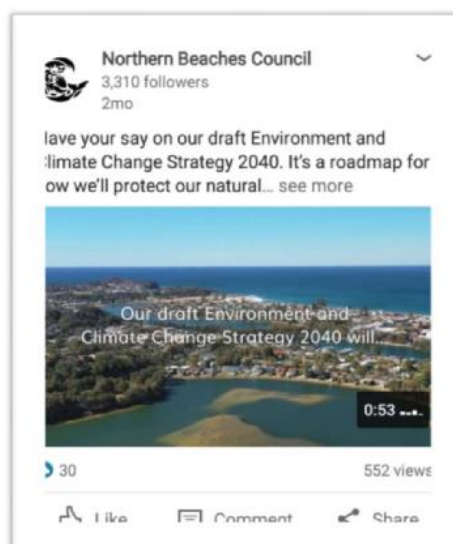 Northern Beaches Council
3,310 followers
2mo
lave your say on our draft Environment and
limate Change Strategy 2040. It's a roadmap for
ow we'll protect our natural... see more
Our draft Environment and
Climate Change Strategy 2040 will...
0:53
30
552 views
Like
Comment
Share